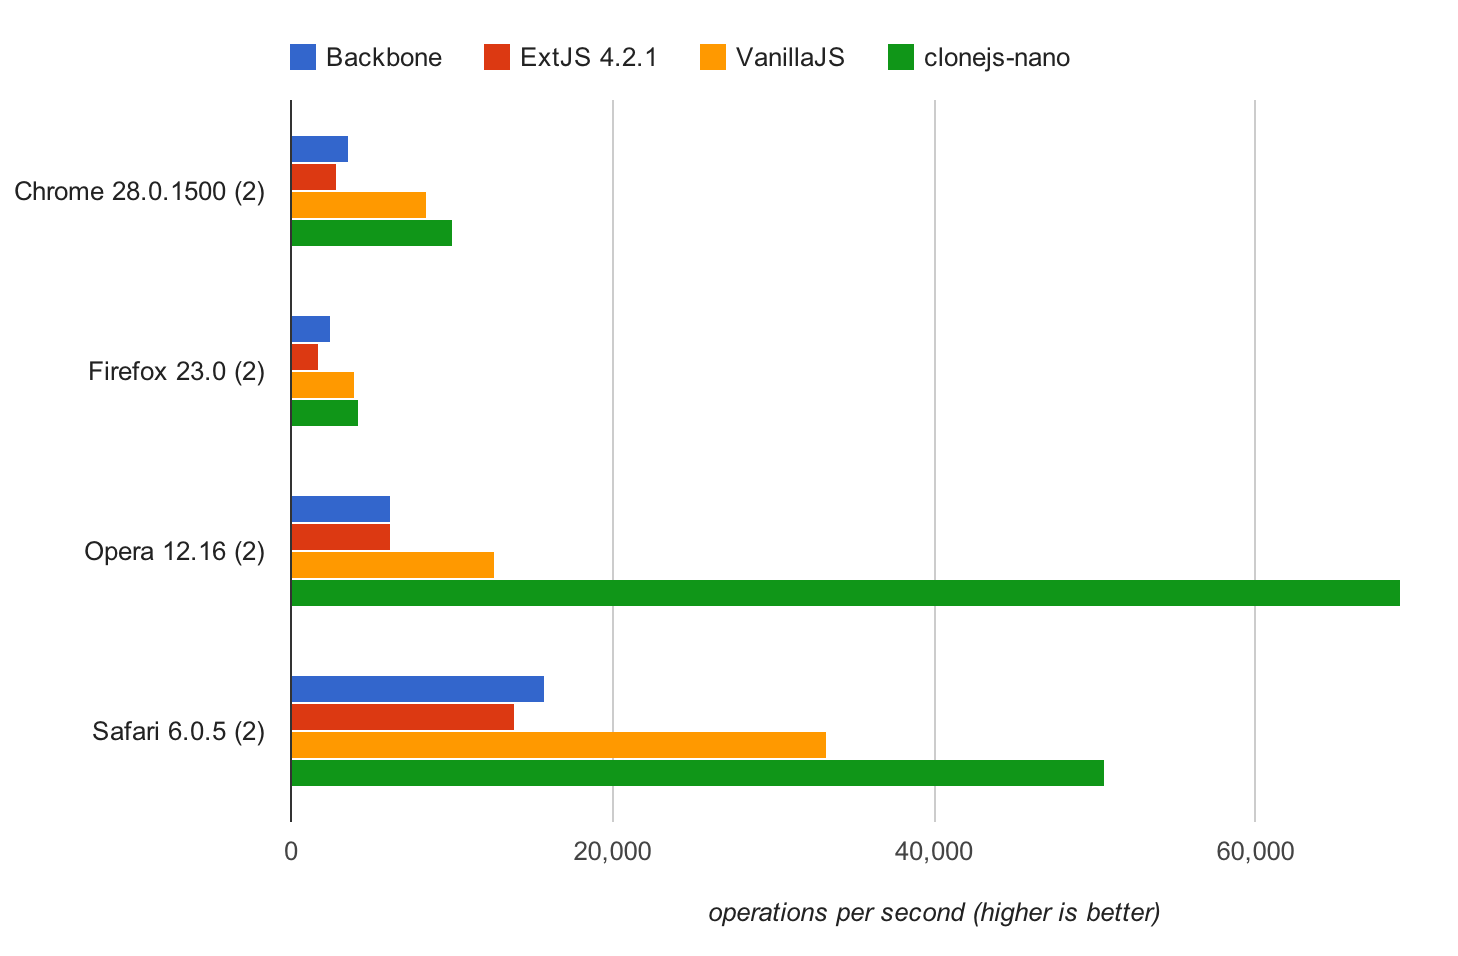 Backbone ExtJS 4.2.1 VanillaJS clonejs-nano
Chrome 28.0.1500 (2)
Firefox 23.0 (2)
Opera 12.16 (2)
Safari 6.0.5 (2)
0 20,000 40,000 60,000
operations per second (higher is better)